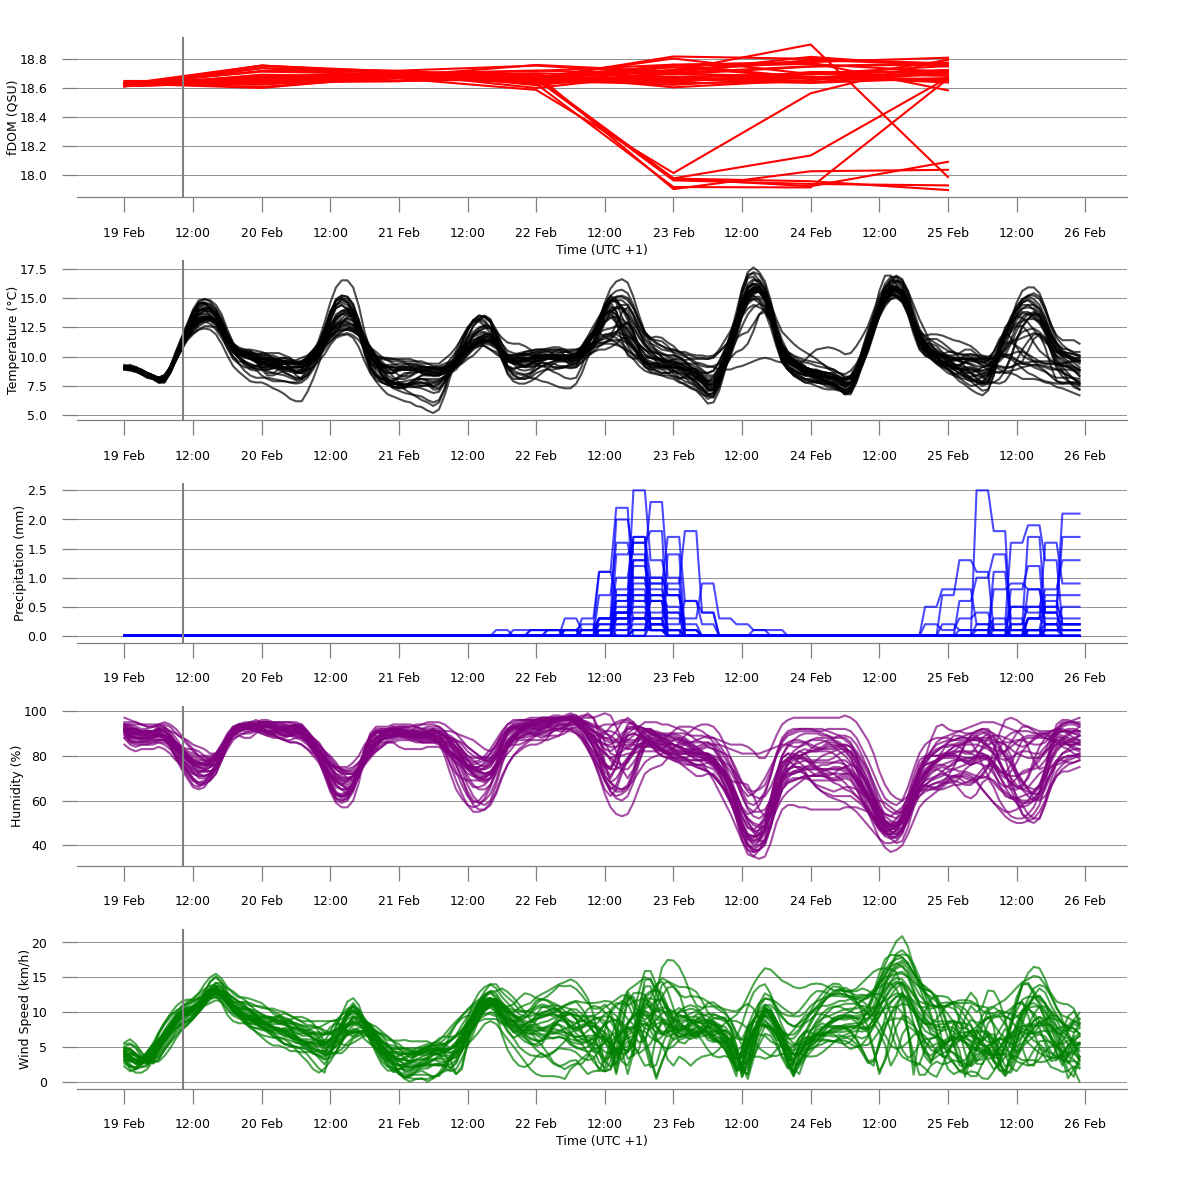 fDOM (QSU)
18.8
18.6
18.4
18.2
18.0
19 Feb 12:00 20 Feb 12:00 21 Feb 12:00 22 Feb 12:00 23 Feb 12:00 24 Feb 12:00 25 Feb 12:00 26 Feb
Time (UTC +1)
Temperature (°C)
17.5
15.0
12.5
10.0
7.5
5.0
19 Feb 12:00 20 Feb 12:00 21 Feb 12:00 22 Feb 12:00 23 Feb 12:00 24 Feb 12:00 25 Feb 12:00 26 Feb
Precipitation (mm)
2.5
2.0
1.5
1.0
0.5
0.0
19 Feb 12:00 20 Feb 12:00 21 Feb 12:00 22 Feb 12:00 23 Feb 12:00 24 Feb 12:00 25 Feb 12:00 26 Feb
Humidity (%)
100
80
60
40
19 Feb 12:00 20 Feb 12:00 21 Feb 12:00 22 Feb 12:00 23 Feb 12:00 24 Feb 12:00 25 Feb 12:00 26 Feb
Wind Speed (km/h)
20
15
10
5
0
19 Feb 12:00 20 Feb 12:00 21 Feb 12:00 22 Feb 12:00 23 Feb 12:00 24 Feb 12:00 25 Feb 12:00 26 Feb
Time (UTC +1)